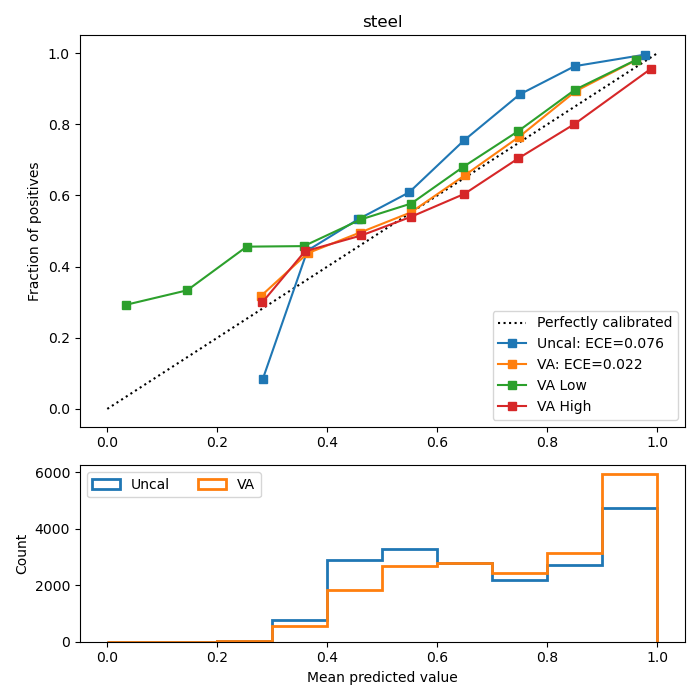 steel
Fraction of positives
1.0
0.8
0.6
0.4
0.2
0.0
Perfectly calibrated
Uncal: ECE=0.076
VA: ECE=0.022
VA Low
VA High
0.0 0.2 0.4 0.6 0.8 1.0
Count
6000
4000
2000
0
Uncal VA
0.0 0.2 0.4 0.6 0.8 1.0
Mean predicted value